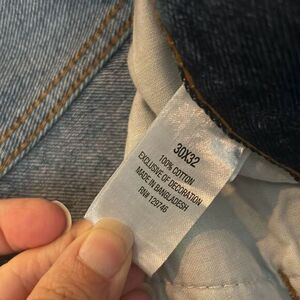 30X32
100% COTTON
EXCLUSIVE OF DECORATION
MADE IN BANGLADESH
RN# 129746